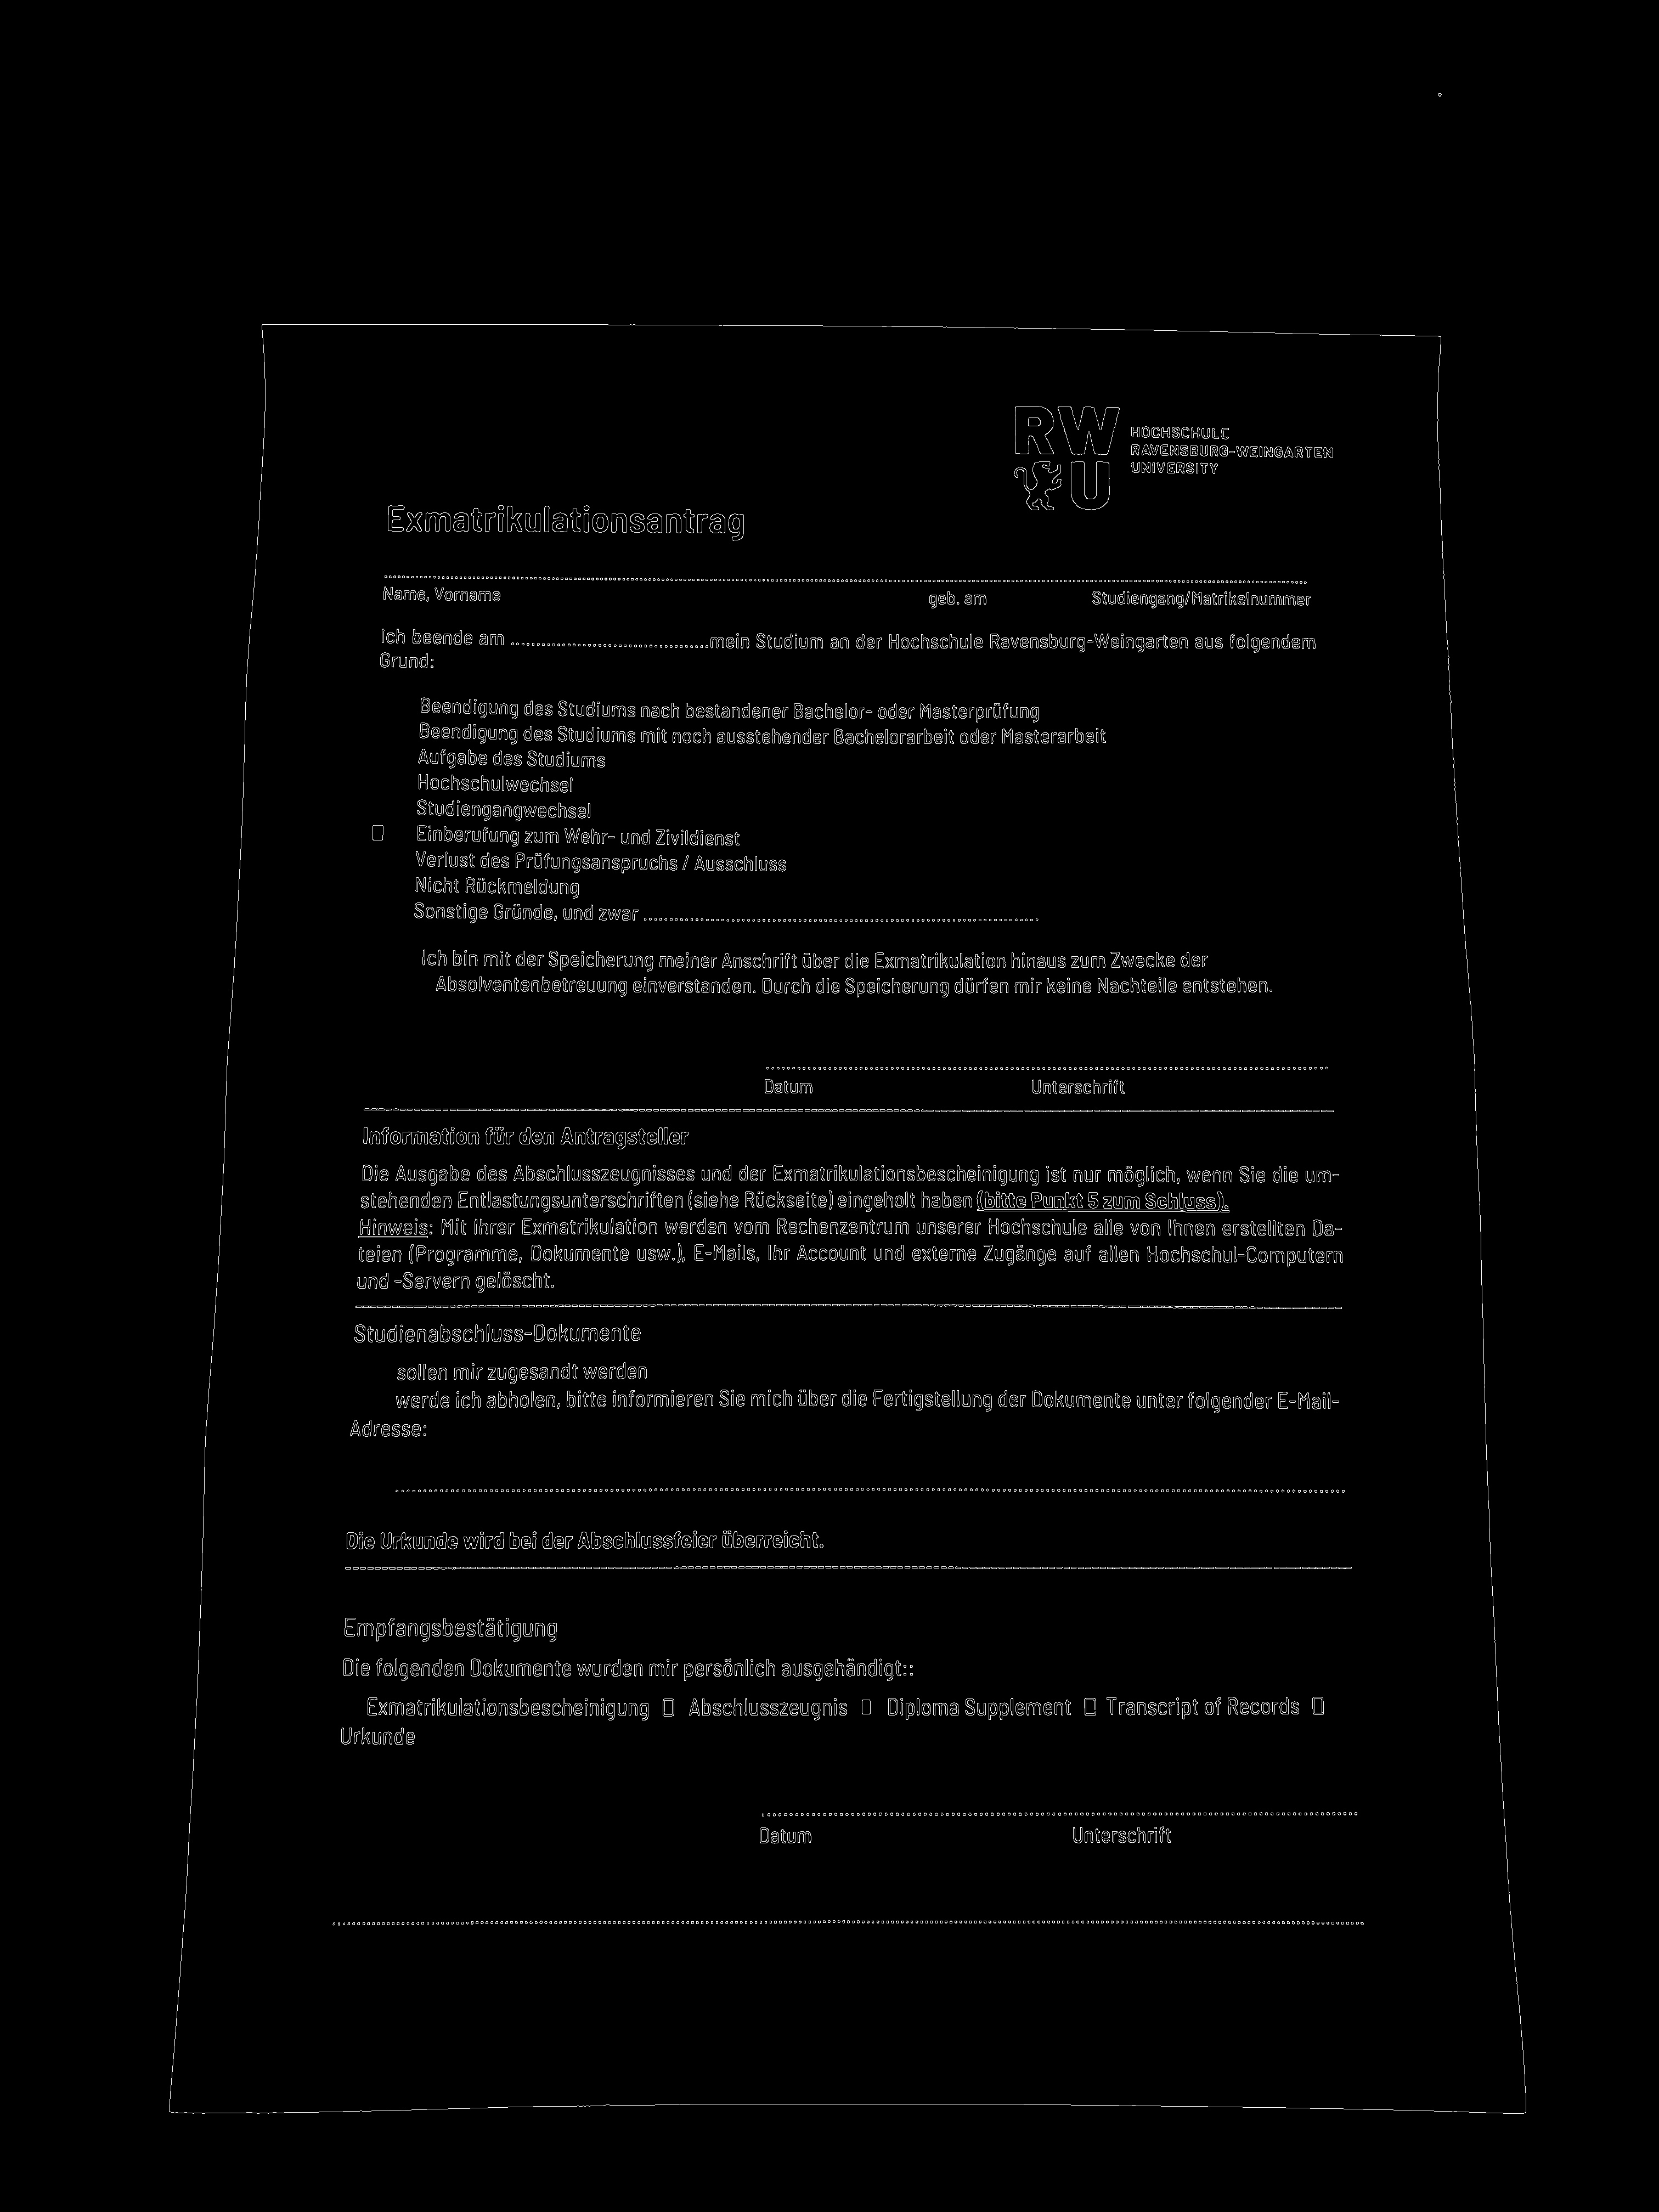 RW
U
HOCHSCHULE
RAVENSBURG-WEINGARTEN
UNIVERSITY
Exmatrikulationsantrag
Name, Vorname geb. am Studiengang/Matrikelnummer
Ich beende am ....................................mein Studium an der Hochschule Ravensburg-Weingarten aus folgendem
Grund:
Beendigung des Studiums nach bestandener Bachelor- oder Masterprüfung
Beendigung des Studiums mit noch ausstehender Bachelorarbeit oder Masterarbeit
Aufgabe des Studiums
Hochschulwechsel
Studiengangwechsel
Einberufung zum Wehr- und Zivildienst
Verlust des Prüfungsanspruchs / Ausschluss
Nicht Rückmeldung
Sonstige Gründe, und zwar ........................................................................
Ich bin mit der Speicherung meiner Anschrift über die Exmatrikulation hinaus zum Zwecke der
Absolventenbetreuung einverstanden. Durch die Speicherung dürfen mir keine Nachteile entstehen.
Datum Unterschrift
Information für den Antragsteller
Die Ausgabe des Abschlusszeugnisses und der Exmatrikulationsbescheinigung ist nur möglich, wenn Sie die um-
stehenden Entlastungsunterschriften (siehe Rückseite) eingeholt haben (bitte Punkt 5 zum Schluss).
Hinweis: Mit Ihrer Exmatrikulation werden vom Rechenzentrum unserer Hochschule alle von Ihnen erstellten Da-
teien (Programme, Dokumente usw.), E-Mails, Ihr Account und externe Zugänge auf allen Hochschul-Computern
und -Servern gelöscht.
Studienabschluss-Dokumente
sollen mir zugesandt werden
werde ich abholen, bitte informieren Sie mich über die Fertigstellung der Dokumente unter folgender E-Mail-
Adresse:
Die Urkunde wird bei der Abschlussfeier überreicht.
Empfangsbestätigung
Die folgenden Dokumente wurden mir persönlich ausgehändigt::
Exmatrikulationsbescheinigung Abschlusszeugnis Diploma Supplement Transcript of Records
Urkunde
Datum Unterschrift